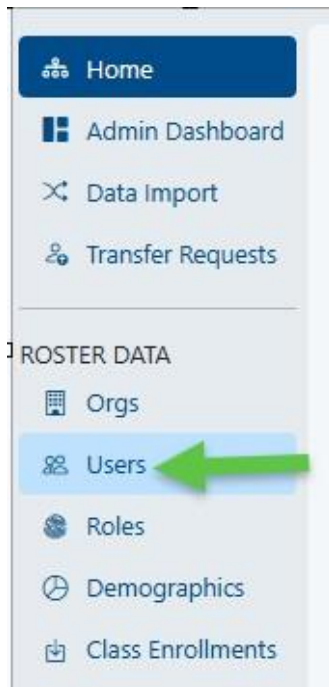 Home
Admin Dashboard
Data Import
Transfer Requests
ROSTER DATA
Orgs
Users
Roles
Demographics
Class Enrollments